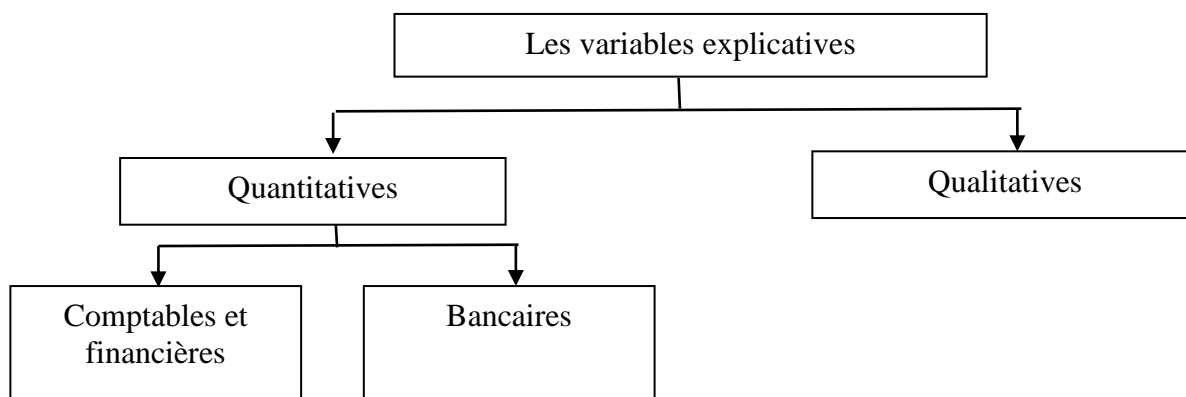 Les variables explicatives
Quantitatives
Qualitatives
Comptables et
financières
Bancaires